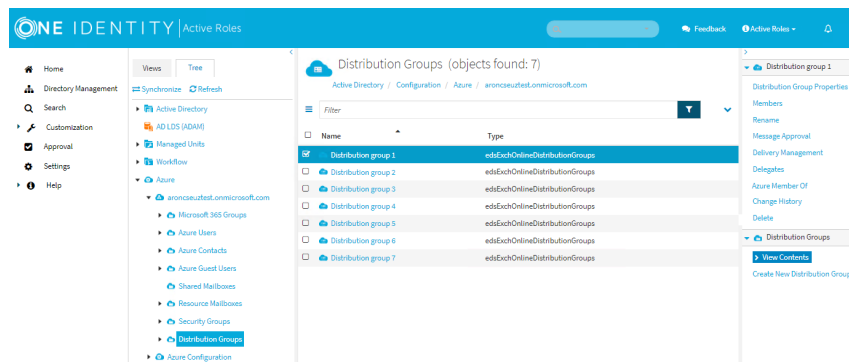 ONE IDENTITY Active Roles
Feedback
Active Roles
Home
Directory Management
Search
Customization
Approval
Settings
Help
Views Tree
Synchronize Refresh
Active Directory
AD LDS (ADAM)
Managed Units
Workflow
Azure
aroncseuztest.onmicrosoft.com
Microsoft 365 Groups
Azure Users
Azure Contacts
Azure Guest Users
Shared Mailboxes
Resource Mailboxes
Security Groups
Distribution Groups
Azure Configuration
Distribution Groups (objects found: 7)
Active Directory / Configuration / Azure / aroncseuztest.onmicrosoft.com
Filter
Name Type
Distribution group 1 edsExchOnlineDistributionGroups
Distribution group 2 edsExchOnlineDistributionGroups
Distribution group 3 edsExchOnlineDistributionGroups
Distribution group 4 edsExchOnlineDistributionGroups
Distribution group 5 edsExchOnlineDistributionGroups
Distribution group 6 edsExchOnlineDistributionGroups
Distribution group 7 edsExchOnlineDistributionGroups
Distribution group 1
Distribution Group Properties
Members
Rename
Message Approval
Delivery Management
Delegates
Azure Member Of
Change History
Delete
Distribution Groups
View Contents
Create New Distribution Group